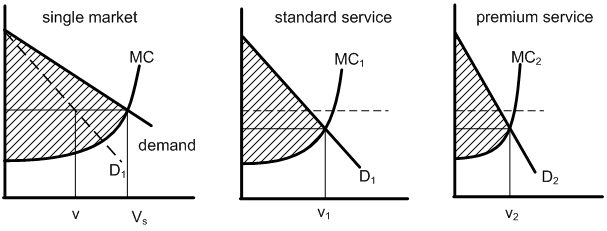 single market
MC
demand
D₁
v
Vₛ
standard service
MC₁
D₁
v₁
premium service
MC₂
D₂
v₂